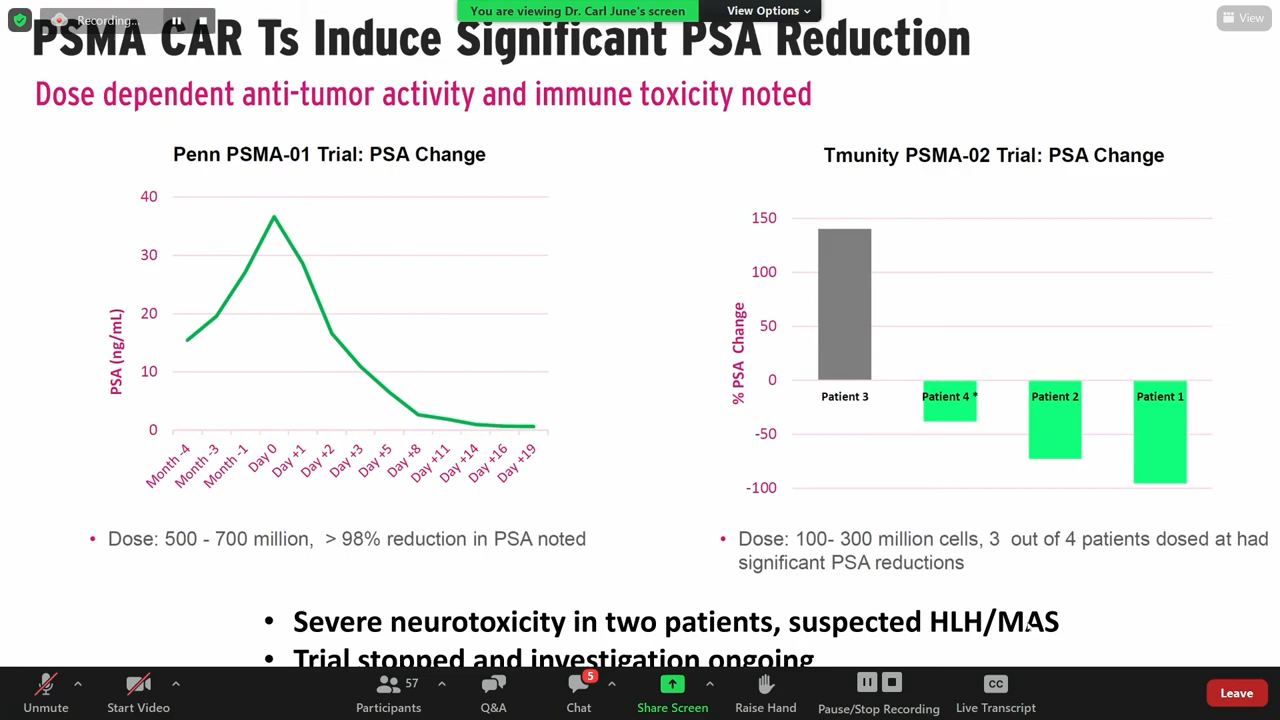 Recording...
You are viewing Dr. Carl June's screen
View Options
View
PSMA CAR Ts Induce Significant PSA Reduction
Dose dependent anti-tumor activity and immune toxicity noted
Penn PSMA-01 Trial: PSA Change
PSA (ng/mL)
40
30
20
10
0
Month -4
Month -3
Month -1
Day 0
Day +1
Day +2
Day +3
Day +5
Day +8
Day +11
Day +14
Day +16
Day +19
• Dose: 500 - 700 million, > 98% reduction in PSA noted
Tmunity PSMA-02 Trial: PSA Change
% PSA Change
150
100
50
0
-50
-100
Patient 3
Patient 4 *
Patient 2
Patient 1
• Dose: 100- 300 million cells, 3 out of 4 patients dosed at had
significant PSA reductions
• Severe neurotoxicity in two patients, suspected HLH/MAS
• Trial stopped and investigation ongoing
Unmute
Start Video
57
Participants
Q&A
5
Chat
Share Screen
Raise Hand
Pause/Stop Recording
CC
Live Transcript
Leave